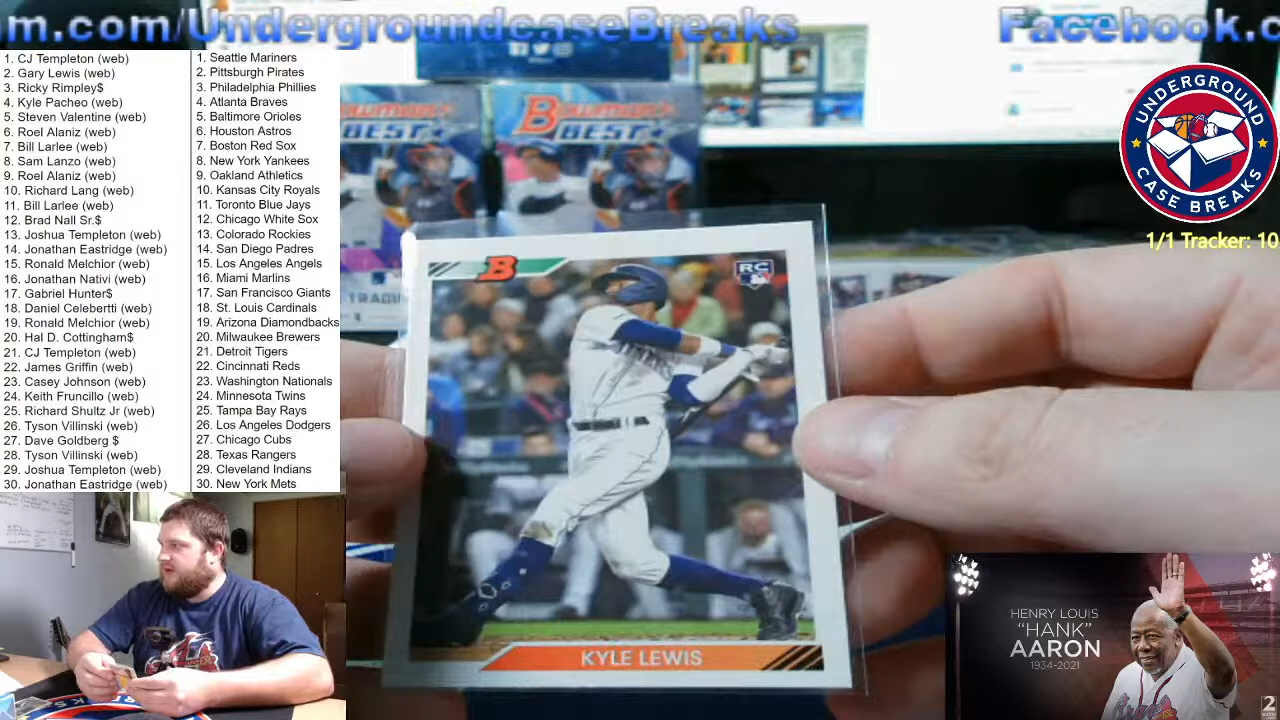 m.com/UndergroundcaseBreaks
Facebook.c
1. CJ Templeton (web)
2. Gary Lewis (web)
3. Ricky Rimpley$
4. Kyle Pacheo (web)
5. Steven Valentine (web)
6. Roel Alaniz (web)
7. Bill Larlee (web)
8. Sam Lanzo (web)
9. Roel Alaniz (web)
10. Richard Lang (web)
11. Bill Larlee (web)
12. Brad Nall Sr.$
13. Joshua Templeton (web)
14. Jonathan Eastridge (web)
15. Ronald Melchior (web)
16. Jonathan Nativi (web)
17. Gabriel Hunter$
18. Daniel Celebertti (web)
19. Ronald Melchior (web)
20. Hal D. Cottingham$
21. CJ Templeton (web)
22. James Griffin (web)
23. Casey Johnson (web)
24. Keith Fruncillo (web)
25. Richard Shultz Jr (web)
26. Tyson Villinski (web)
27. Dave Goldberg $
28. Tyson Villinski (web)
29. Joshua Templeton (web)
30. Jonathan Eastridge (web)
1. Seattle Mariners
2. Pittsburgh Pirates
3. Philadelphia Phillies
4. Atlanta Braves
5. Baltimore Orioles
6. Houston Astros
7. Boston Red Sox
8. New York Yankees
9. Oakland Athletics
10. Kansas City Royals
11. Toronto Blue Jays
12. Chicago White Sox
13. Colorado Rockies
14. San Diego Padres
15. Los Angeles Angels
16. Miami Marlins
17. San Francisco Giants
18. St. Louis Cardinals
19. Arizona Diamondbacks
20. Milwaukee Brewers
21. Detroit Tigers
22. Cincinnati Reds
23. Washington Nationals
24. Minnesota Twins
25. Tampa Bay Rays
26. Los Angeles Dodgers
27. Chicago Cubs
28. Texas Rangers
29. Cleveland Indians
30. New York Mets
BOWMAN'S
BEST
BOWMAN'S
BEST
TRADI
B
RC
KYLE LEWIS
UNDERGROUND
CASE BREAKS
1/1 Tracker: 10
HENRY LOUIS
"HANK"
AARON
1934-2021
Braves
2